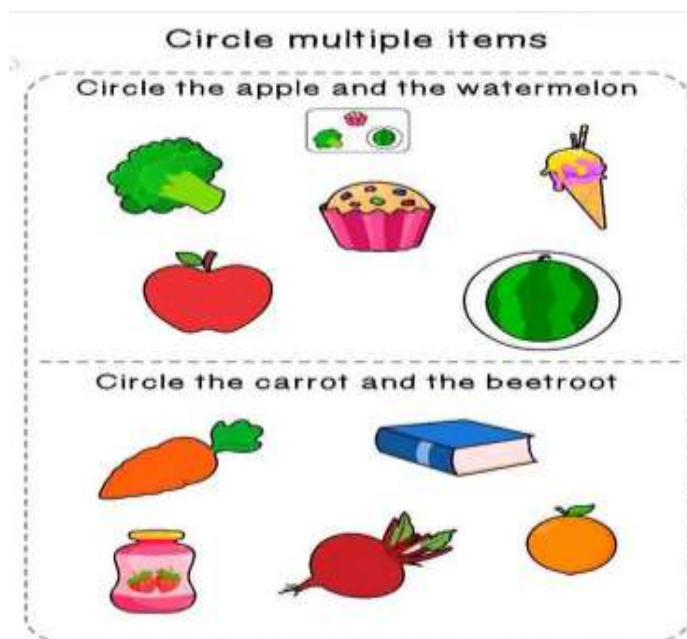 Circle multiple items
Circle the apple and the watermelon
Circle the carrot and the beetroot